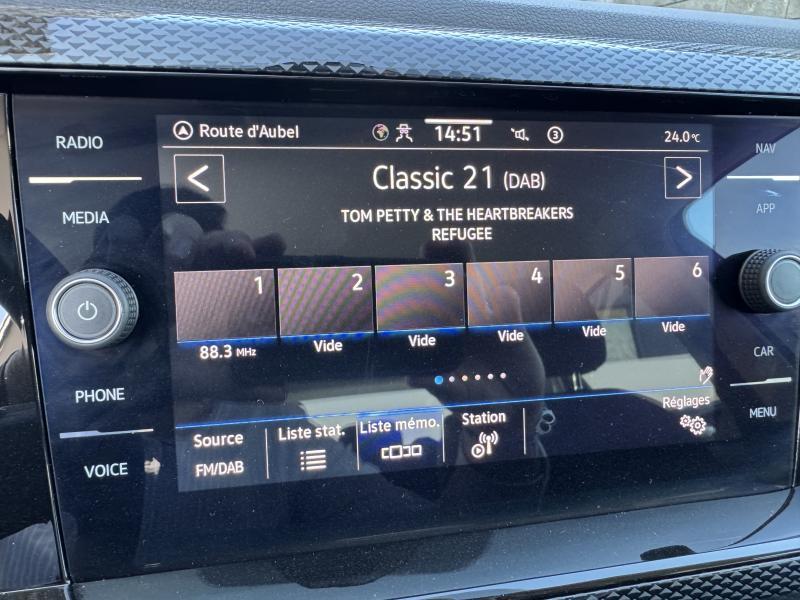 RADIO
MEDIA
PHONE
VOICE
Route d'Aubel
14:51
3
24.0°C
<
Classic 21 (DAB)
>
TOM PETTY & THE HEARTBREAKERS
REFUGEE
1 2 3 4 5 6
88.3 MHz Vide Vide Vide Vide Vide
Réglages
Source
FM/DAB
Liste stat.
Liste mémo.
Station
NAV
APP
CAR
MENU